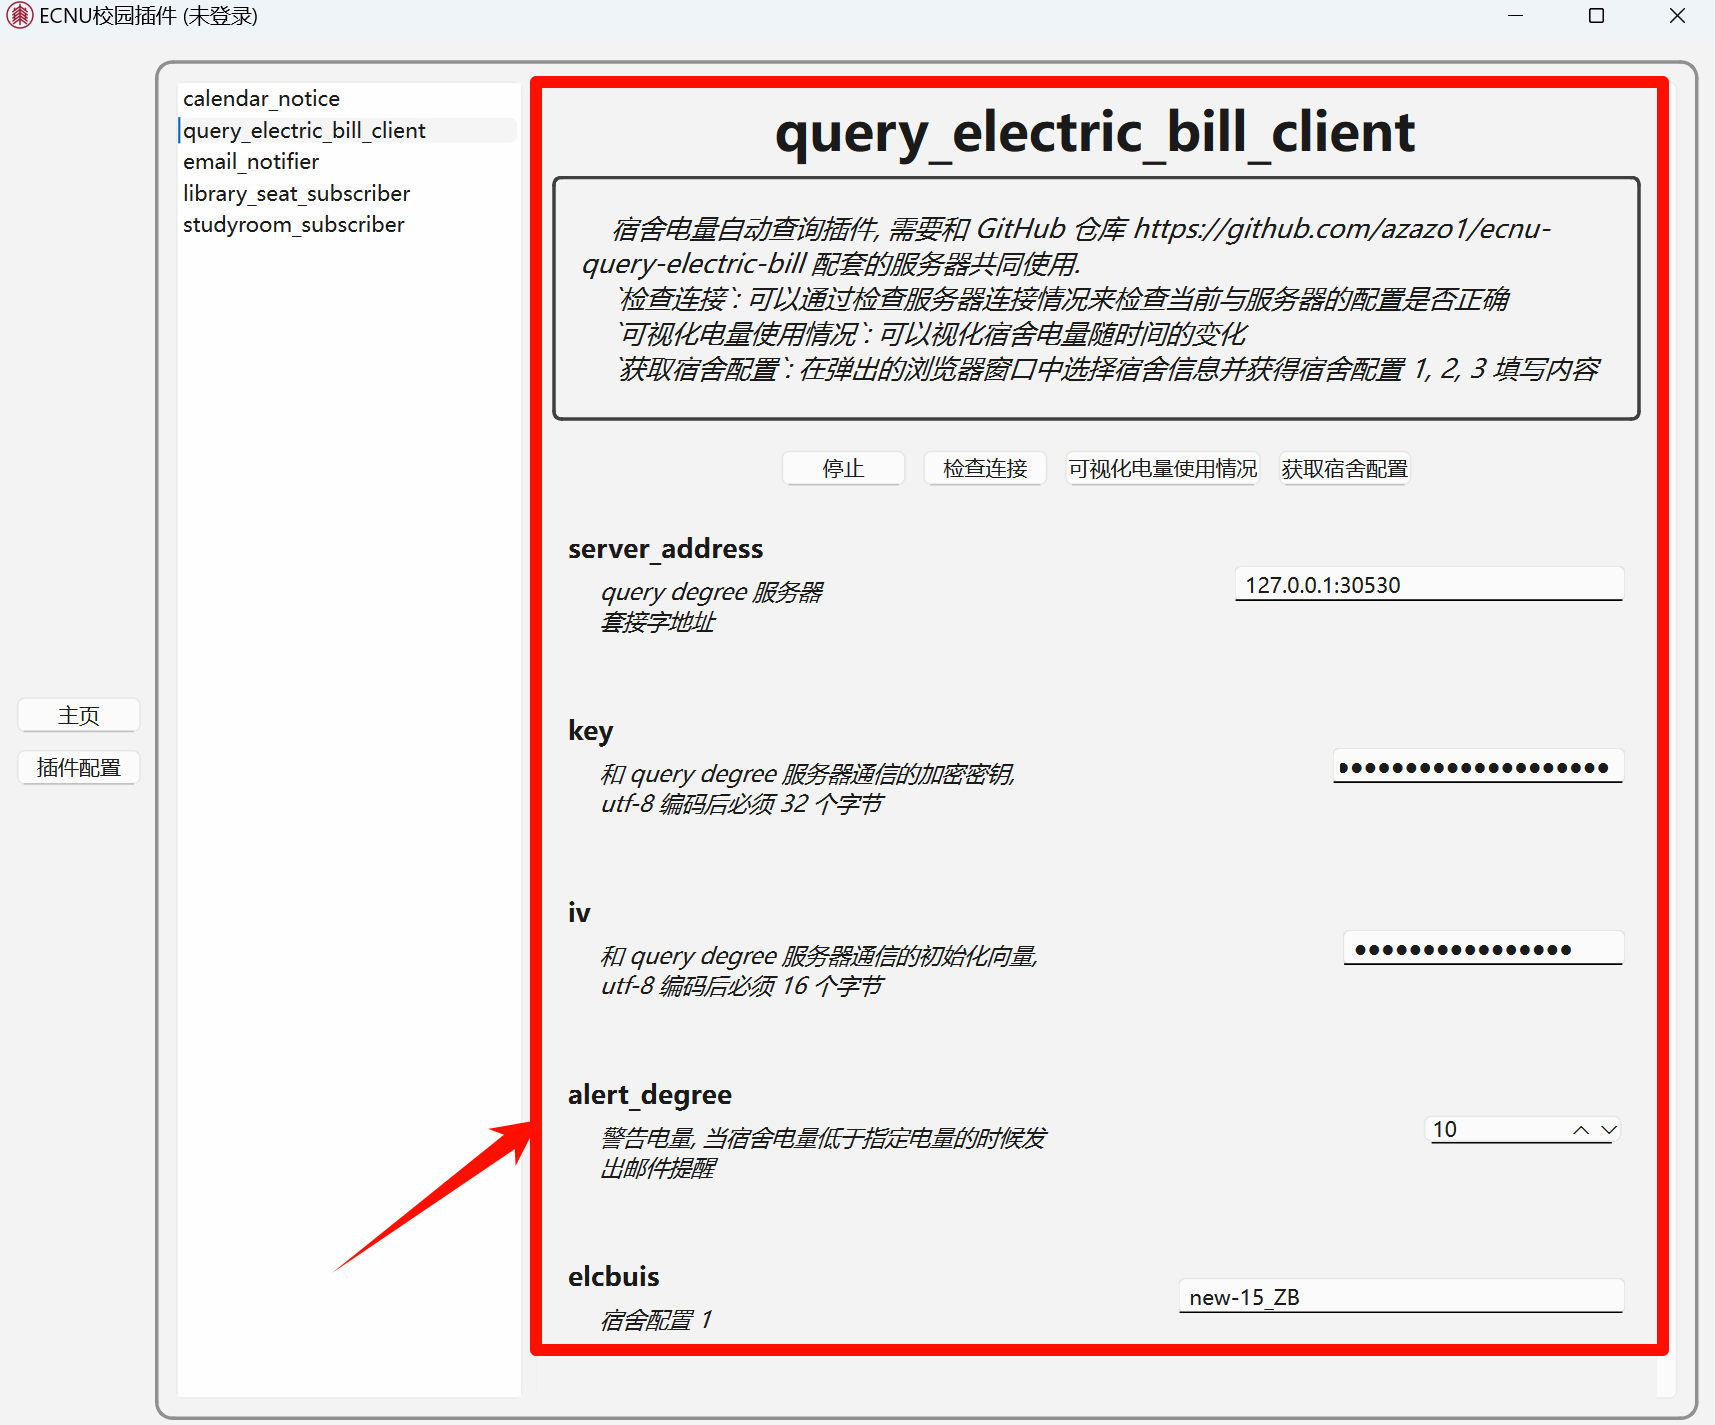 ECNU校园插件 (未登录)
calendar_notice
query_electric_bill_client
email_notifier
library_seat_subscriber
studyroom_subscriber
主页
插件配置
query_electric_bill_client
宿舍电量自动查询插件, 需要和 GitHub 仓库 https://github.com/azazo1/ecnu-
query-electric-bill 配套的服务器共同使用.
`检查连接`: 可以通过检查服务器连接情况来检查当前与服务器的配置是否正确
`可视化电量使用情况`: 可以视化宿舍电量随时间的变化
`获取宿舍配置`: 在弹出的浏览器窗口中选择宿舍信息并获得宿舍配置 1, 2, 3 填写内容
停止 检查连接 可视化电量使用情况 获取宿舍配置
server_address
query degree 服务器
套接字地址
127.0.0.1:30530
key
和 query degree 服务器通信的加密密钥,
utf-8 编码后必须 32 个字节
iv
和 query degree 服务器通信的初始化向量,
utf-8 编码后必须 16 个字节
alert_degree
警告电量, 当宿舍电量低于指定电量的时候发
出邮件提醒
10
elcbuis
宿舍配置 1
new-15_ZB